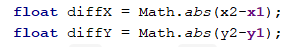 float diffX = Math.abs(x2-x1);
float diffY = Math.abs(y2-y1);